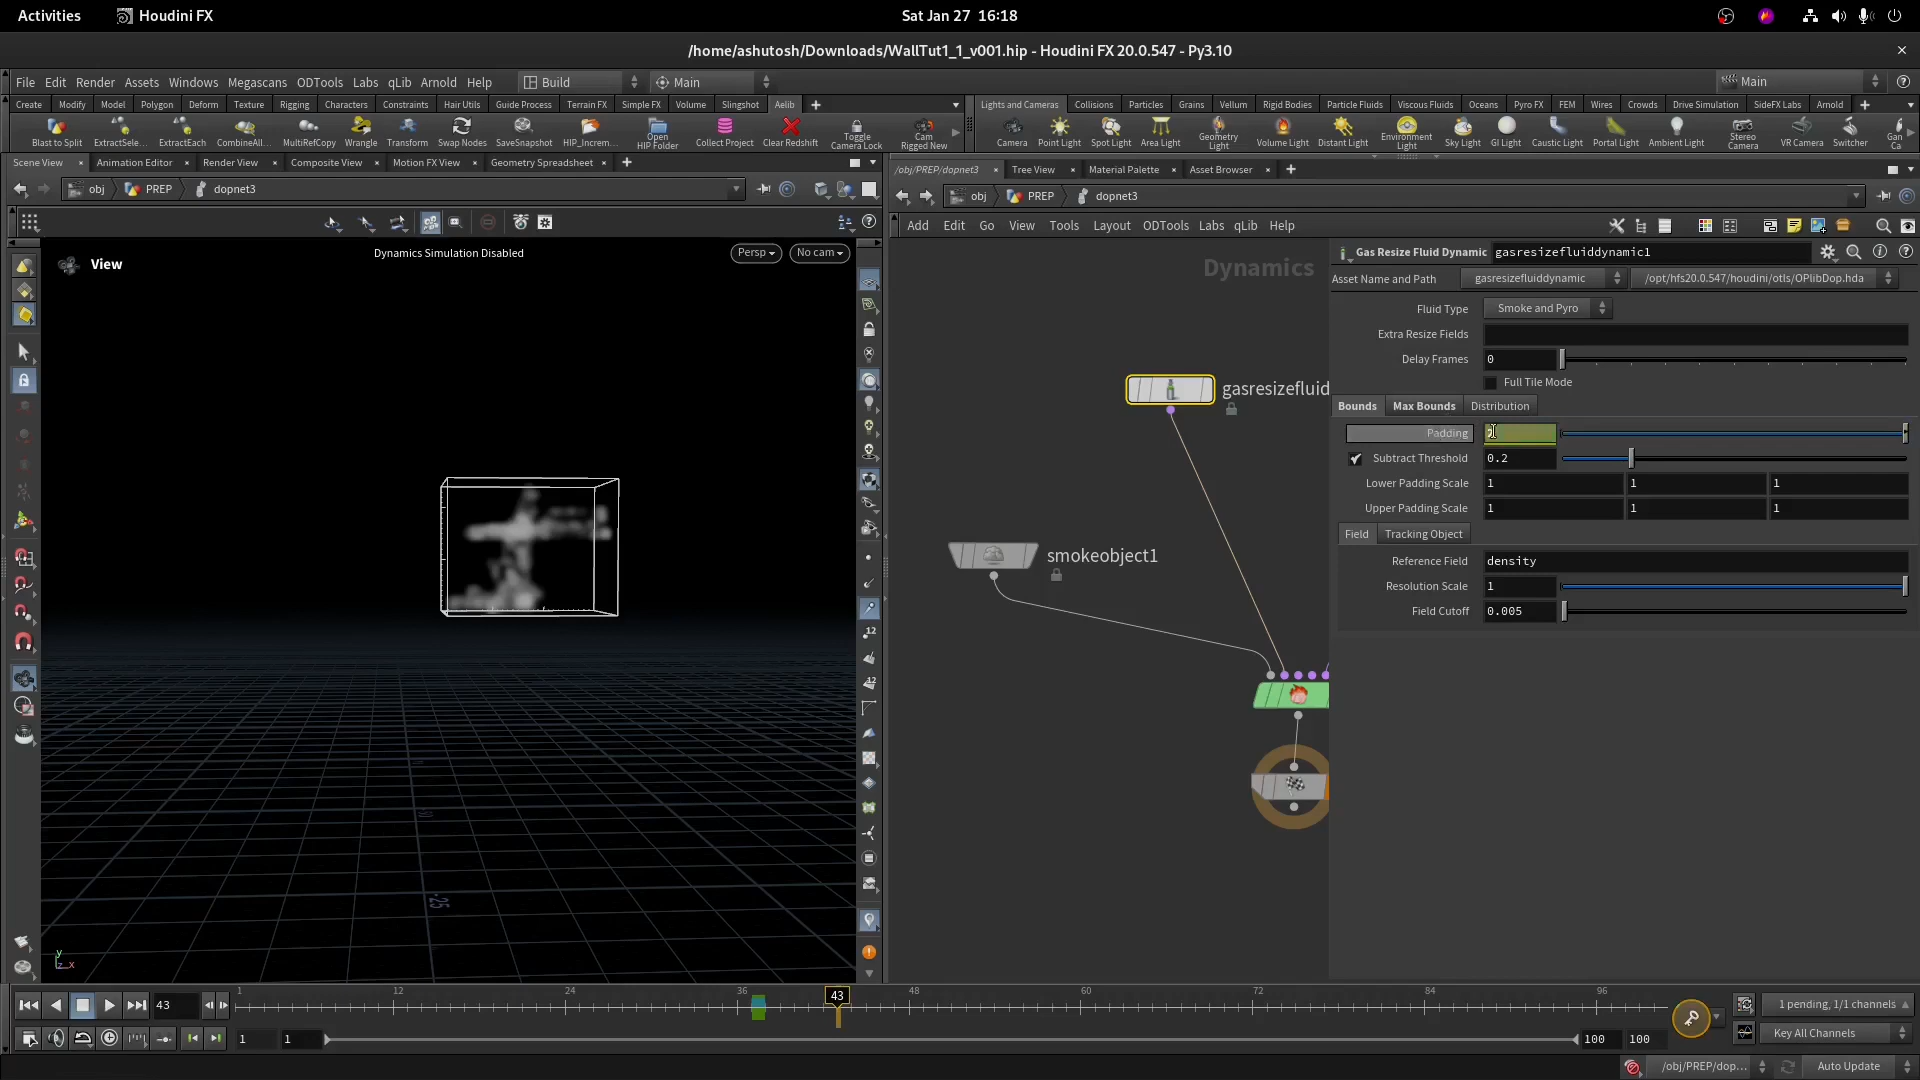 Activities
Houdini FX
Sat Jan 27 16:18
/home/ashutosh/Downloads/WallTut1_1_v001.hip - Houdini FX 20.0.547 - Py3.10
File Edit Render Assets Windows Megascans ODTools Labs qLib Arnold Help
Build
Main
Main
Create Modify Model Polygon Deform Texture Rigging Characters Constraints Hair Utils Guide Process Terrain FX Simple FX Volume Slingshot Aelib
Lights and Cameras Collisions Particles Grains Vellum Rigid Bodies Particle Fluids Viscous Fluids Oceans Pyro FX FEM Wires Crowds Drive Simulation SideFX Labs Arnold
Blast to Split ExtractSele... ExtractEach CombineAll... MultiRefCopy Wrangle Transform Swap Nodes SaveSnapshot HIP_Increm... Open HIP Folder Collect Project Clear Redshift Toggle Camera Lock Cam Rigged New
Camera Point Light Spot Light Area Light Geometry Light Volume Light Distant Light Environment Light Sky Light GI Light Caustic Light Portal Light Ambient Light Stereo Camera VR Camera Switcher Gan Ca
Scene View Animation Editor Render View Composite View Motion FX View Geometry Spreadsheet
/obj/PREP/dopnet3 Tree View Material Palette Asset Browser
obj PREP dopnet3
obj PREP dopnet3
Add Edit Go View Tools Layout ODTools Labs qLib Help
View
Dynamics Simulation Disabled
Persp
No cam
Dynamics
gasresizefluid
smokeobject1
Gas Resize Fluid Dynamic gasresizefluiddynamic1
Asset Name and Path gasresizefluiddynamic /opt/hfs20.0.547/houdini/otls/OPlibDop.hda
Fluid Type Smoke and Pyro
Extra Resize Fields
Delay Frames 0
Full Tile Mode
Bounds Max Bounds Distribution
Padding
Subtract Threshold 0.2
Lower Padding Scale 1 1 1
Upper Padding Scale 1 1 1
Field Tracking Object
Reference Field density
Resolution Scale 1
Field Cutoff 0.005
12
12
25
y
z x
43
1 12 24 36 43 48 60 72 84 96
1 pending, 1/1 channels
1 1 100 100
Key All Channels
/obj/PREP/dop...
Auto Update